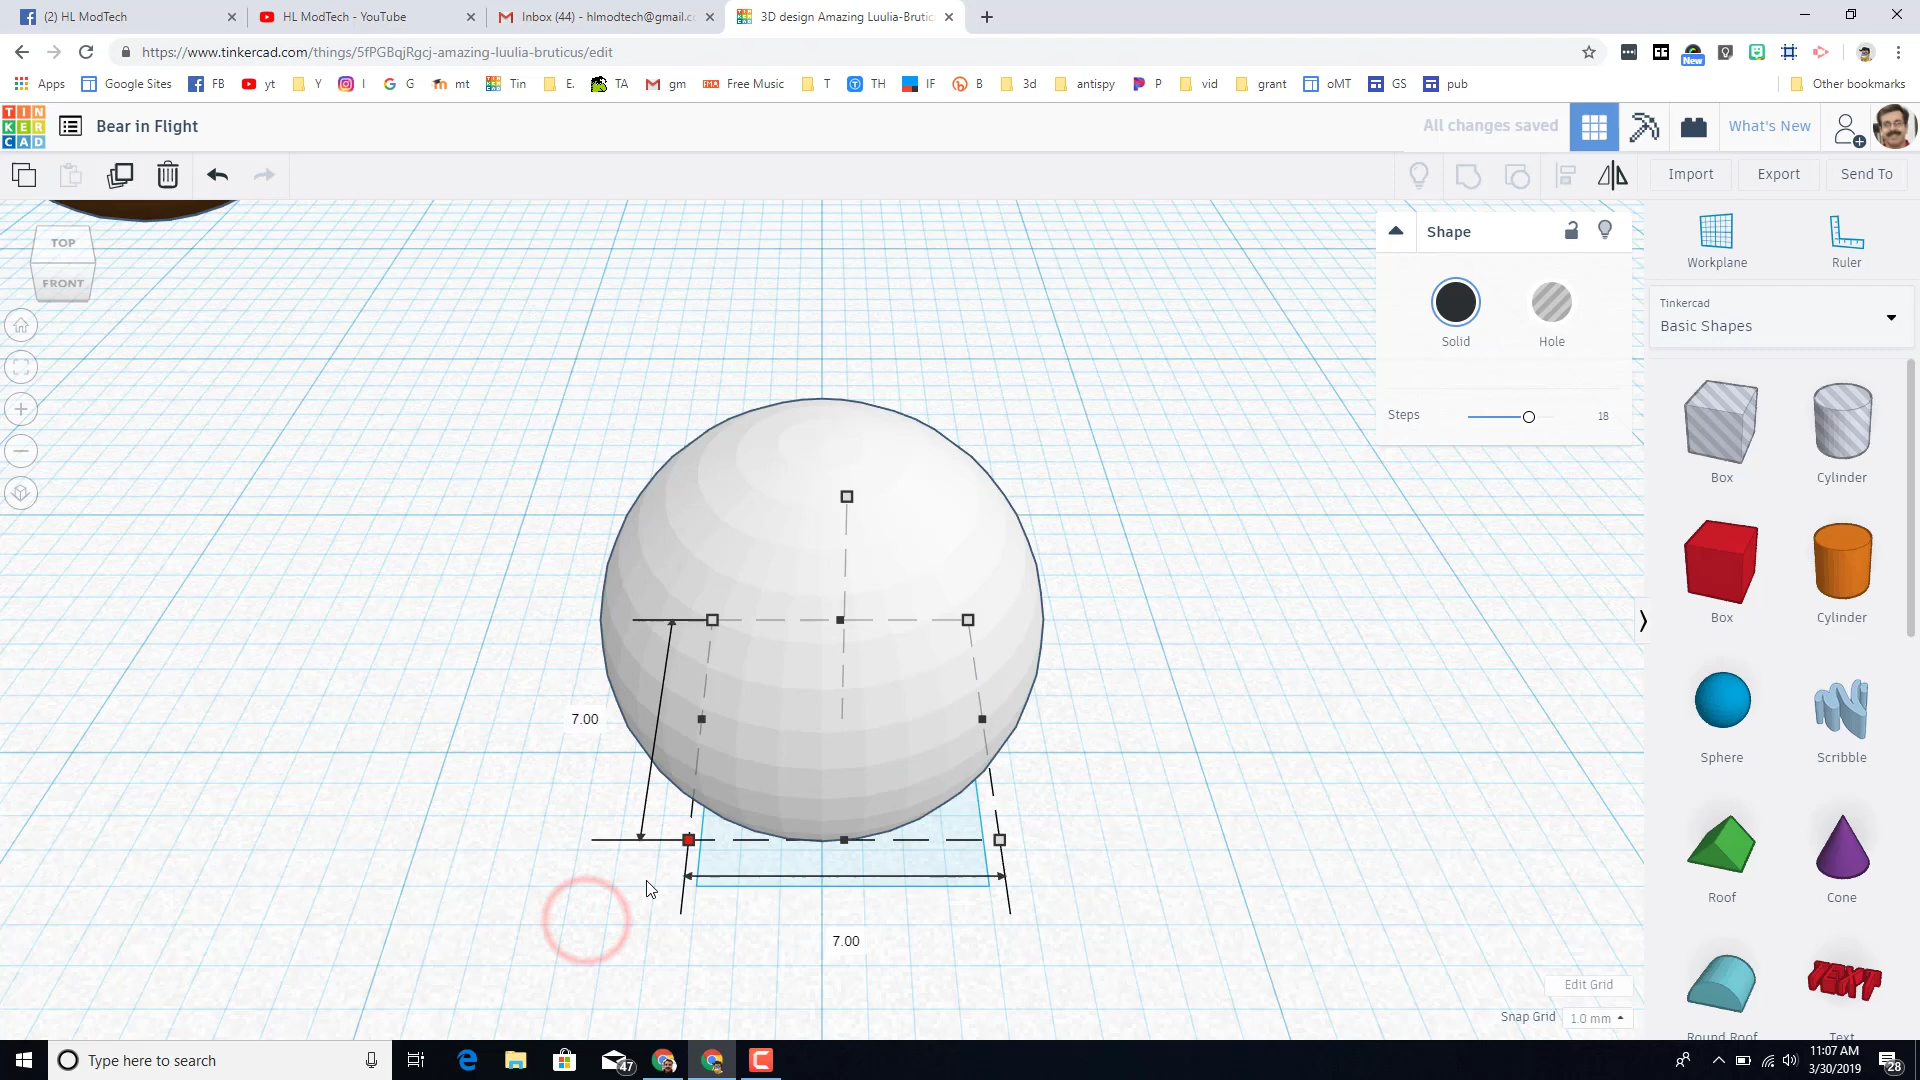 (2) HL ModTech
HL ModTech - YouTube
Inbox (44) - hlmodtech@gmail.c
3D design Amazing Luulia-Brutic
https://www.tinkercad.com/things/5fPGBqjRgcj-amazing-luulia-bruticus/edit
New
Apps Google Sites FB yt Y I G mt Tin E. TA gm Free Music T TH IF B 3d antispy P vid grant oMT GS pub Other bookmarks
TIN
KER
CAD
Bear in Flight
All changes saved
What's New
Import
Export
Send To
TOP
FRONT
Shape
Solid
Hole
Steps
18
Workplane
Ruler
Tinkercad
Basic Shapes
Box
Cylinder
Box
Cylinder
Sphere
Scribble
Roof
Cone
TEXT
Round Roof
Text
7.00
7.00
Edit Grid
Snap Grid
1.0 mm
Type here to search
47
11:07 AM
3/30/2019
28